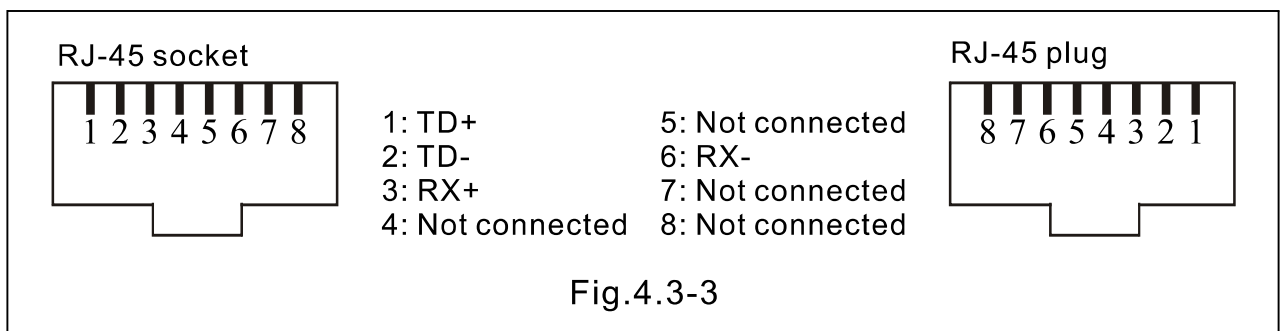 RJ-45 socket
1 2 3 4 5 6 7 8
1: TD+
2: TD-
3: RX+
4: Not connected
5: Not connected
6: RX-
7: Not connected
8: Not connected
RJ-45 plug
8 7 6 5 4 3 2 1
Fig.4.3-3